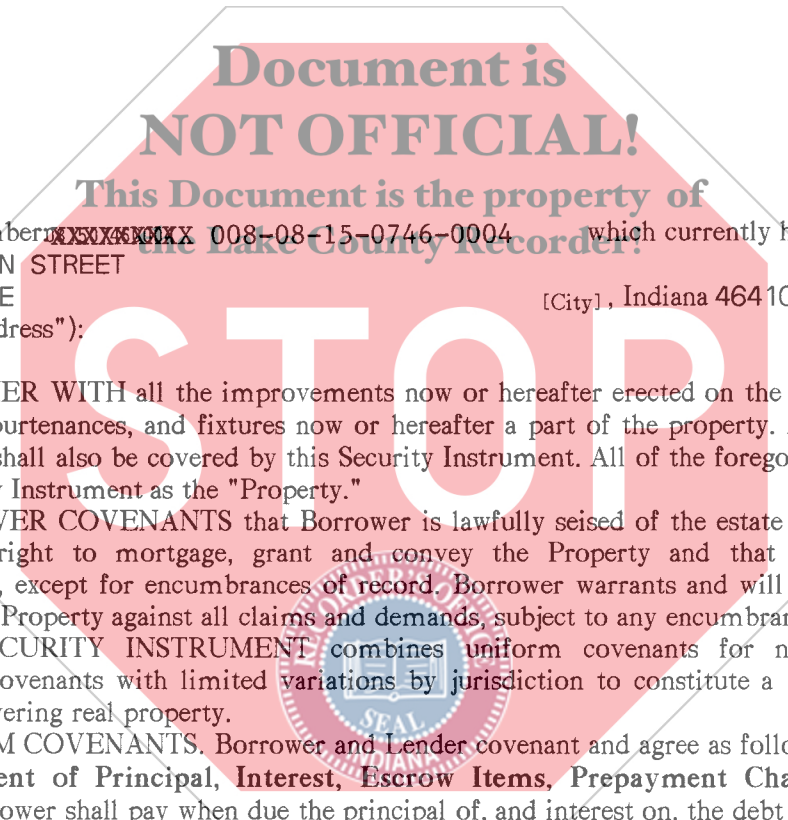 Document is
NOT OFFICIAL!
This Document is the property of
the Lake County Recorder!
008-08-15-0746-0004 which currently h
N STREET
E [City], Indiana 46410
dress"):
STOP
ER WITH all the improvements now or hereafter erected on the
ourtenances, and fixtures now or hereafter a part of the property.
shall also be covered by this Security Instrument. All of the forego
Instrument as the "Property."
VER COVENANTS that Borrower is lawfully seised of the estate
right to mortgage, grant and convey the Property and that
, except for encumbrances of record. Borrower warrants and will
Property against all claims and demands, subject to any encumbran
CURITY INSTRUMENT combines uniform covenants for n
ovenants with limited variations by jurisdiction to constitute a
vering real property.
M COVENANTS. Borrower and Lender covenant and agree as follo
ent of Principal, Interest, Escrow Items, Prepayment Cha
ower shall pay when due the principal of, and interest on, the debt
RECORDER'S OFFICE
SEAL
INDIANA